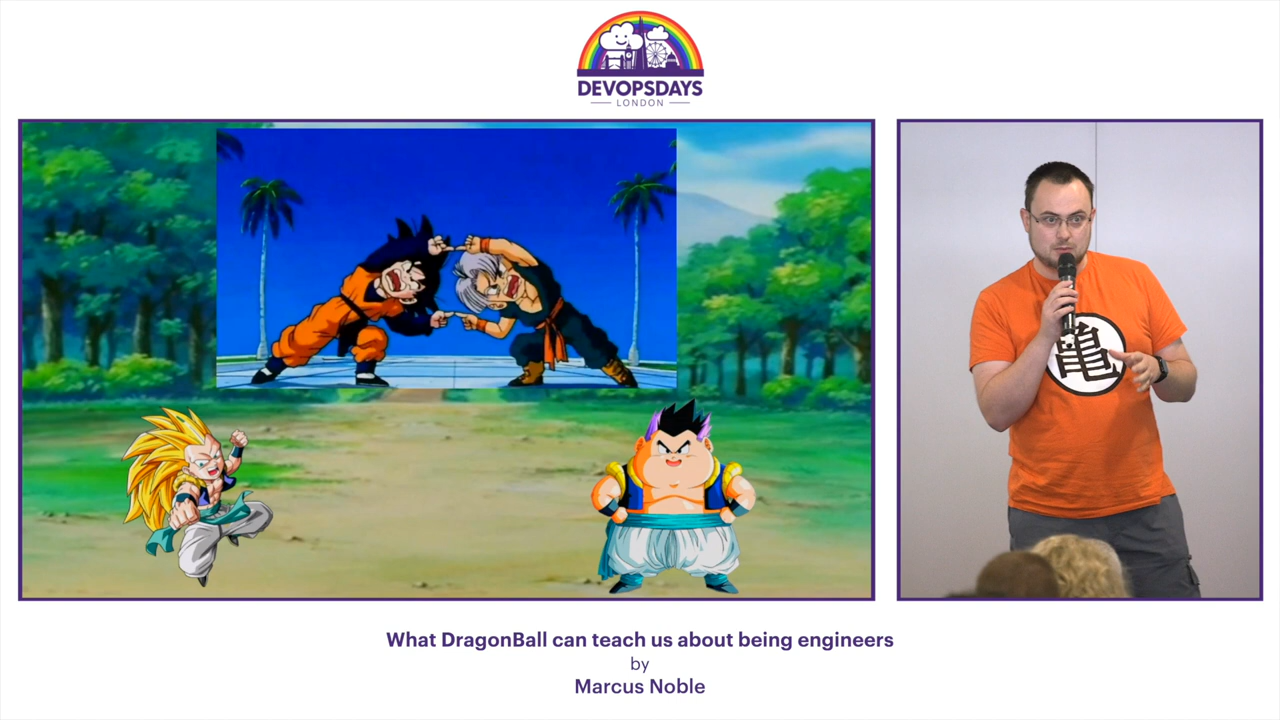 DEVOPSDAYS
LONDON
亀
What DragonBall can teach us about being engineers
by
Marcus Noble